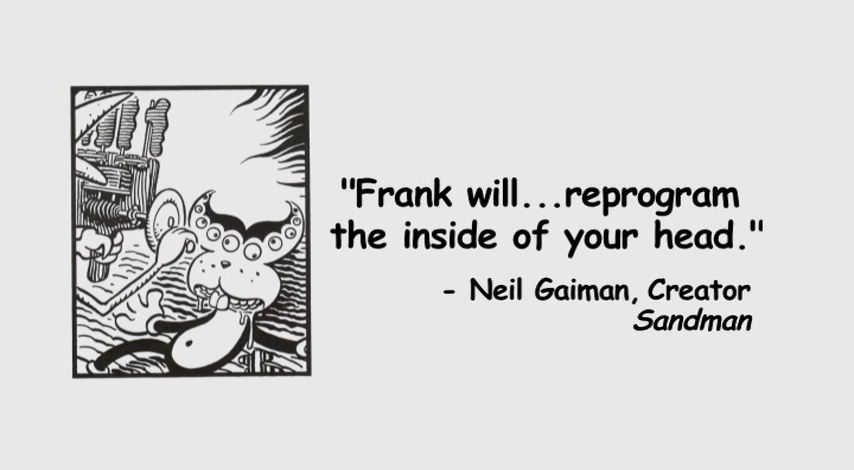 "Frank will...reprogram
the inside of your head."
- Neil Gaiman, Creator
Sandman